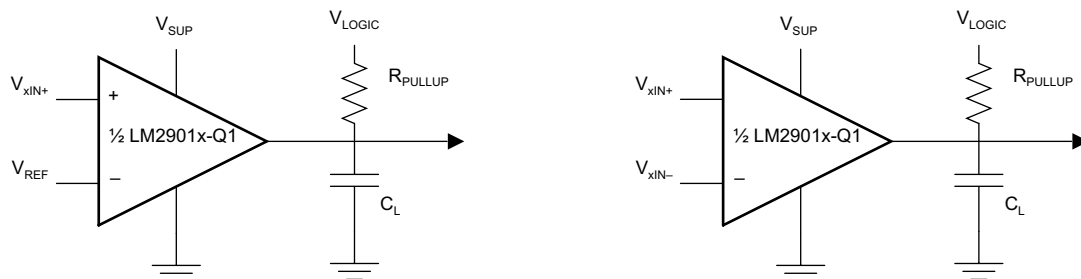 V_SUP
V_LOGIC
R_PULLUP
V_xIN+
+
½ LM2901x-Q1
V_REF
–
C_L
V_SUP
V_LOGIC
R_PULLUP
V_xIN+
½ LM2901x-Q1
V_xIN–
–
C_L